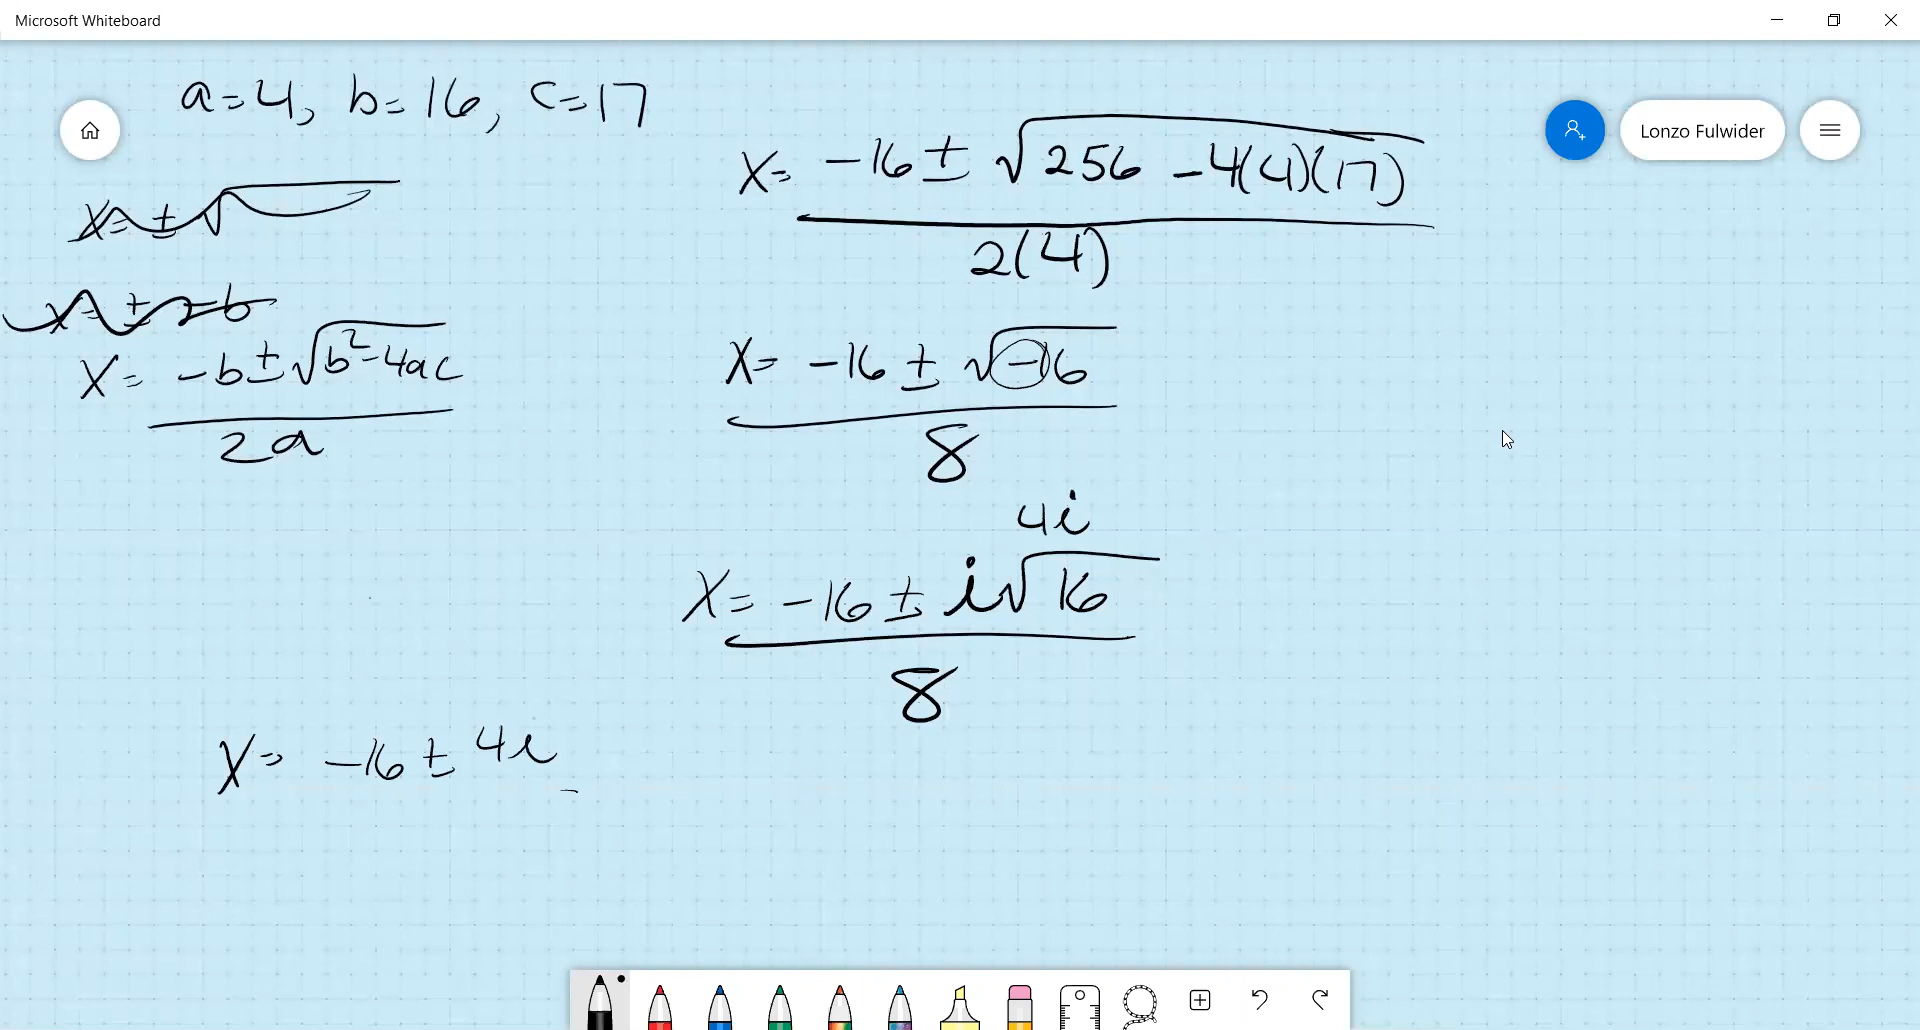 Microsoft Whiteboard
a=4, b=16, c=17
Lonzo Fulwider
x=±√
x=±-b
x = -b±√b²-4ac
2a
x= -16 ± √256 -4(4)(17)
2(4)
x= -16 ± √-16
8
4i
x= -16 ± i√16
8
x= -16 ± 4i